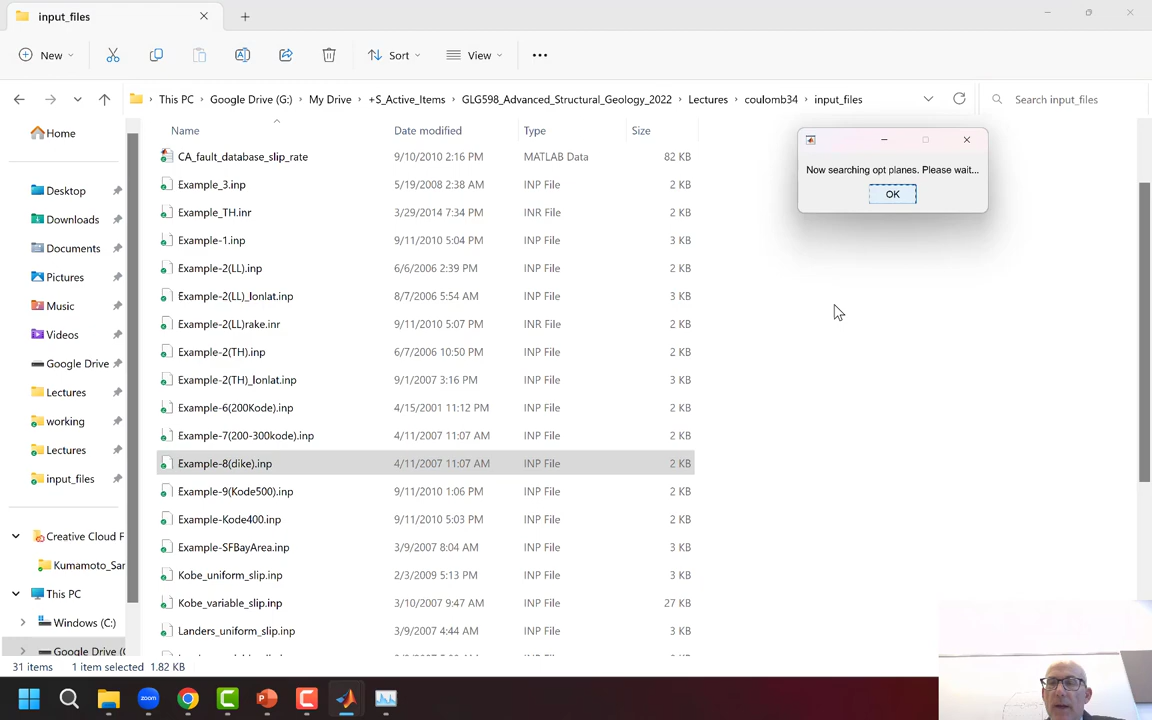 input_files
New
Sort
View
This PC
Google Drive (G:)
My Drive
+S_Active_Items
GLG598_Advanced_Structural_Geology_2022
Lectures
coulomb34
input_files
Search input_files
Name Date modified Type Size
CA_fault_database_slip_rate 9/10/2010 2:16 PM MATLAB Data 82 KB
Example_3.inp 5/19/2008 2:38 AM INP File 2 KB
Example_TH.inr 3/29/2014 7:34 PM INR File 2 KB
Example-1.inp 9/11/2010 5:04 PM INP File 3 KB
Example-2(LL).inp 6/6/2006 2:39 PM INP File 2 KB
Example-2(LL)_lonlat.inp 8/7/2006 5:54 AM INP File 3 KB
Example-2(LL)rake.inr 9/11/2010 5:07 PM INR File 2 KB
Example-2(TH).inp 6/7/2006 10:50 PM INP File 2 KB
Example-2(TH)_lonlat.inp 9/1/2007 3:16 PM INP File 3 KB
Example-6(200Kode).inp 4/15/2001 11:12 PM INP File 2 KB
Example-7(200-300kode).inp 4/11/2007 11:07 AM INP File 2 KB
Example-8(dike).inp 4/11/2007 11:07 AM INP File 2 KB
Example-9(Kode500).inp 9/11/2010 1:06 PM INP File 2 KB
Example-Kode400.inp 9/11/2010 5:03 PM INP File 2 KB
Example-SFBayArea.inp 3/9/2007 8:04 AM INP File 3 KB
Kobe_uniform_slip.inp 2/3/2009 5:13 PM INP File 3 KB
Kobe_variable_slip.inp 3/10/2007 9:47 AM INP File 27 KB
Landers_uniform_slip.inp 3/9/2007 4:44 AM INP File 3 KB
Home
Desktop
Downloads
Documents
Pictures
Music
Videos
Google Drive
Lectures
working
Lectures
input_files
Creative Cloud F
Kumamoto_San
This PC
Windows (C:)
Google Drive (G
Now searching opt planes. Please wait...
OK
31 items 1 item selected 1.82 KB
zoom